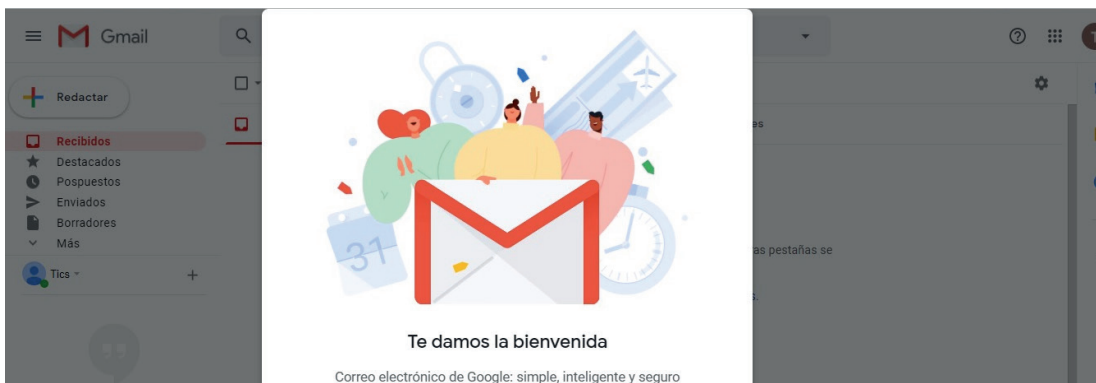 Gmail
Redactar
Recibidos
Destacados
Pospuestos
Enviados
Borradores
Más
Tics
31
as pestañas se
Te damos la bienvenida
Correo electrónico de Google: simple, inteligente y seguro